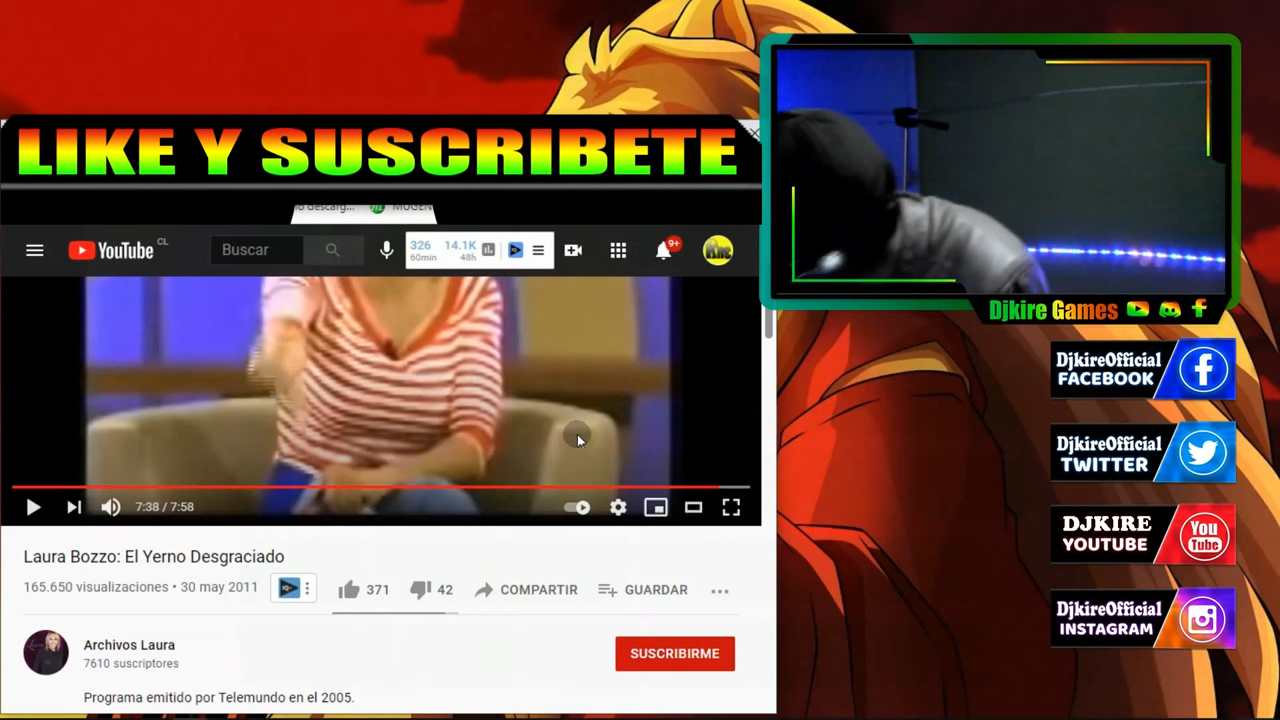 LIKE Y SUSCRIBETE
MUGEN
YouTube CL
Buscar
326 14.1K
60min 48h
9+
7:38 / 7:58
Laura Bozzo: El Yerno Desgraciado
165.650 visualizaciones • 30 may 2011
371
42
COMPARTIR
GUARDAR
Archivos Laura
7610 suscriptores
SUSCRIBIRME
Programa emitido por Telemundo en el 2005.
Djkire Games
DjkireOfficial
FACEBOOK
DjkireOfficial
TWITTER
DJKIRE
YOUTUBE
You
Tube
DjkireOfficial
INSTAGRAM